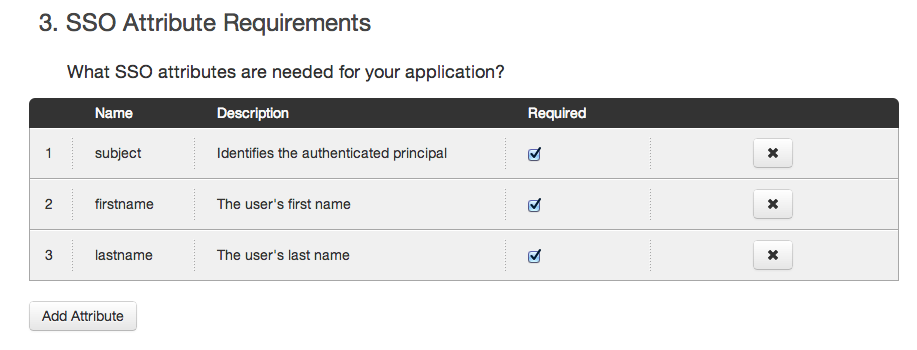 3. SSO Attribute Requirements
What SSO attributes are needed for your application?
Name Description Required
1 subject Identifies the authenticated principal
2 firstname The user's first name
3 lastname The user's last name
Add Attribute